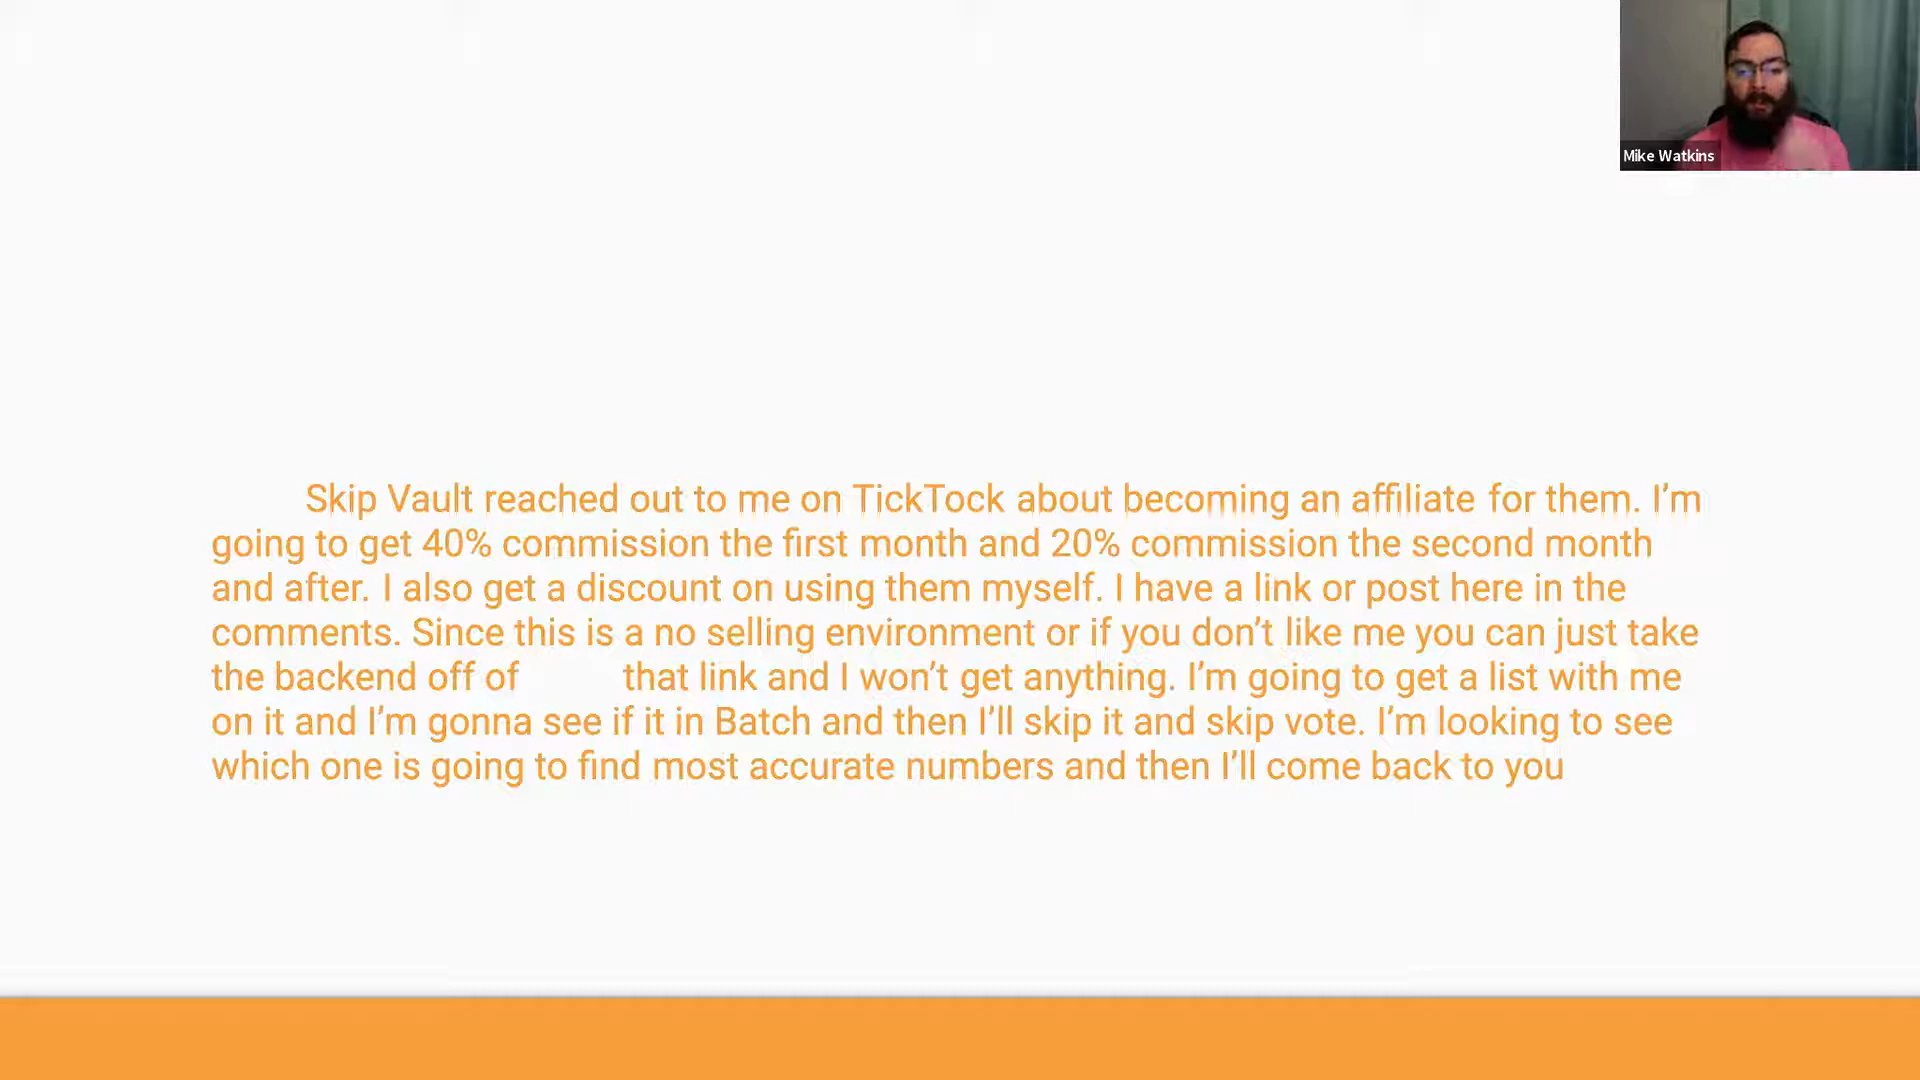 Mike Watkins
Skip Vault reached out to me on TickTock about becoming an affiliate for them. I’m
going to get 40% commission the first month and 20% commission the second month
and after. I also get a discount on using them myself. I have a link or post here in the
comments. Since this is a no selling environment or if you don’t like me you can just take
the backend off of that link and I won’t get anything. I’m going to get a list with me
on it and I’m gonna see if it in Batch and then I’ll skip it and skip vote. I’m looking to see
which one is going to find most accurate numbers and then I’ll come back to you